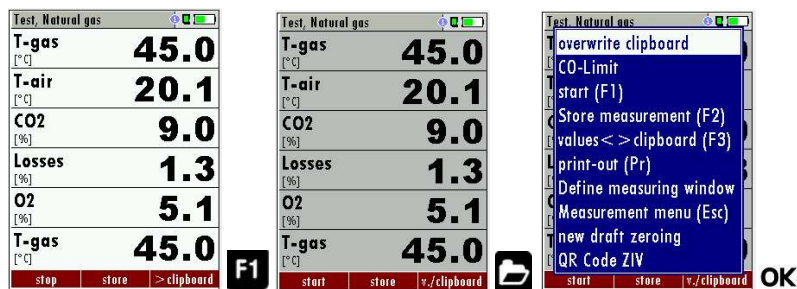 Test, Natural gas
T-gas 45.0
[°C]
T-air 20.1
[°C]
CO2 9.0
[%]
Losses 1.3
[%]
O2 5.1
[%]
T-gas 45.0
[°C]
stop store >clipboard
F1
Test, Natural gas
T-gas 45.0
[°C]
T-air 20.1
[°C]
CO2 9.0
[%]
Losses 1.3
[%]
O2 5.1
[%]
T-gas 45.0
[°C]
start store v./clipboard
Test, Natural gas
overwrite clipboard
CO-Limit
start (F1)
Store measurement (F2)
values<>clipboard (F3)
print-out (Pr)
Define measuring window
Measurement menu (Esc)
new draft zeroing
QR Code ZIV
start store v./clipboard
OK